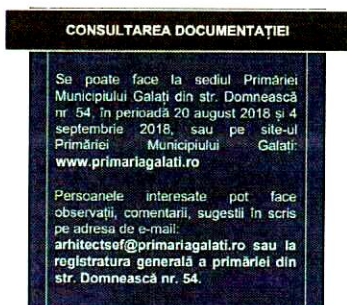 CONSULTAREA DOCUMENTAȚIEI
Se poate face la sediul Primăriei
Municipiului Galați din str. Domnească
nr. 54, în perioadă 20 august 2018 și 4
septembrie 2018, sau pe site-ul
Primăriei Municipiului Galați:
www.primariagalati.ro
Persoanele interesate pot face
observații, comentarii, sugestii în scris
pe adresa de e-mail:
arhitectsef@primariagalati.ro sau la
registratura generală a primăriei din
str. Domnească nr. 54.